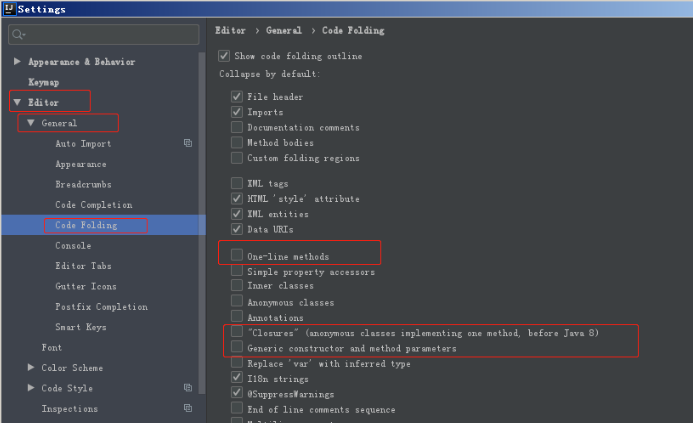 Settings
Appearance & Behavior
Keymap
Editor
General
Auto Import
Appearance
Breadcrumbs
Code Completion
Code Folding
Console
Editor Tabs
Gutter Icons
Postfix Completion
Smart Keys
Font
Color Scheme
Code Style
Inspections
Editor › General › Code Folding
Show code folding outline
Collapse by default:
File header
Imports
Documentation comments
Method bodies
Custom folding regions
XML tags
HTML 'style' attribute
XML entities
Data URIs
One-line methods
Simple property accessors
Inner classes
Anonymous classes
Annotations
"Closures" (anonymous classes implementing one method, before Java 8)
Generic constructor and method parameters
Replace 'var' with inferred type
I18n strings
@SuppressWarnings
End of line comments sequence